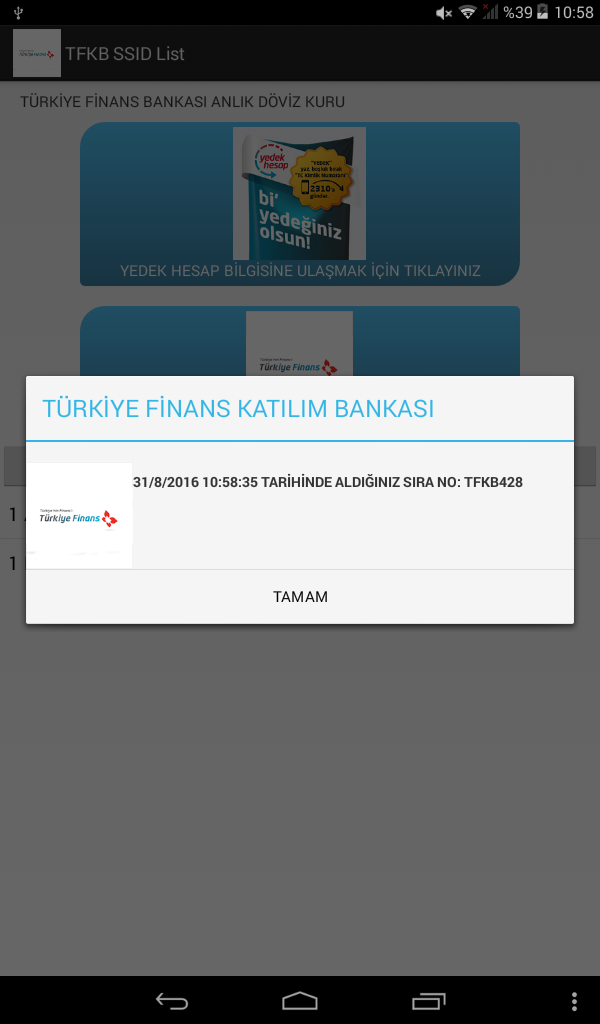 %39 10:58
TFKB SSID List
TÜRKİYE FİNANS BANKASI ANLIK DÖVİZ KURU
yedek
hesap
"YEDEK"
yaz, boşluk bırak
"TC Kimlik Numaranı"
2310'a
gönder.
bi'
yedeğiniz
olsun!
YEDEK HESAP BİLGİSİNE ULAŞMAK İÇİN TIKLAYINIZ
Türkiye Finans
TÜRKİYE FİNANS KATILIM BANKASI
31/8/2016 10:58:35 TARİHİNDE ALDIĞINIZ SIRA NO: TFKB428
Türkiye Finans
1
1
TAMAM